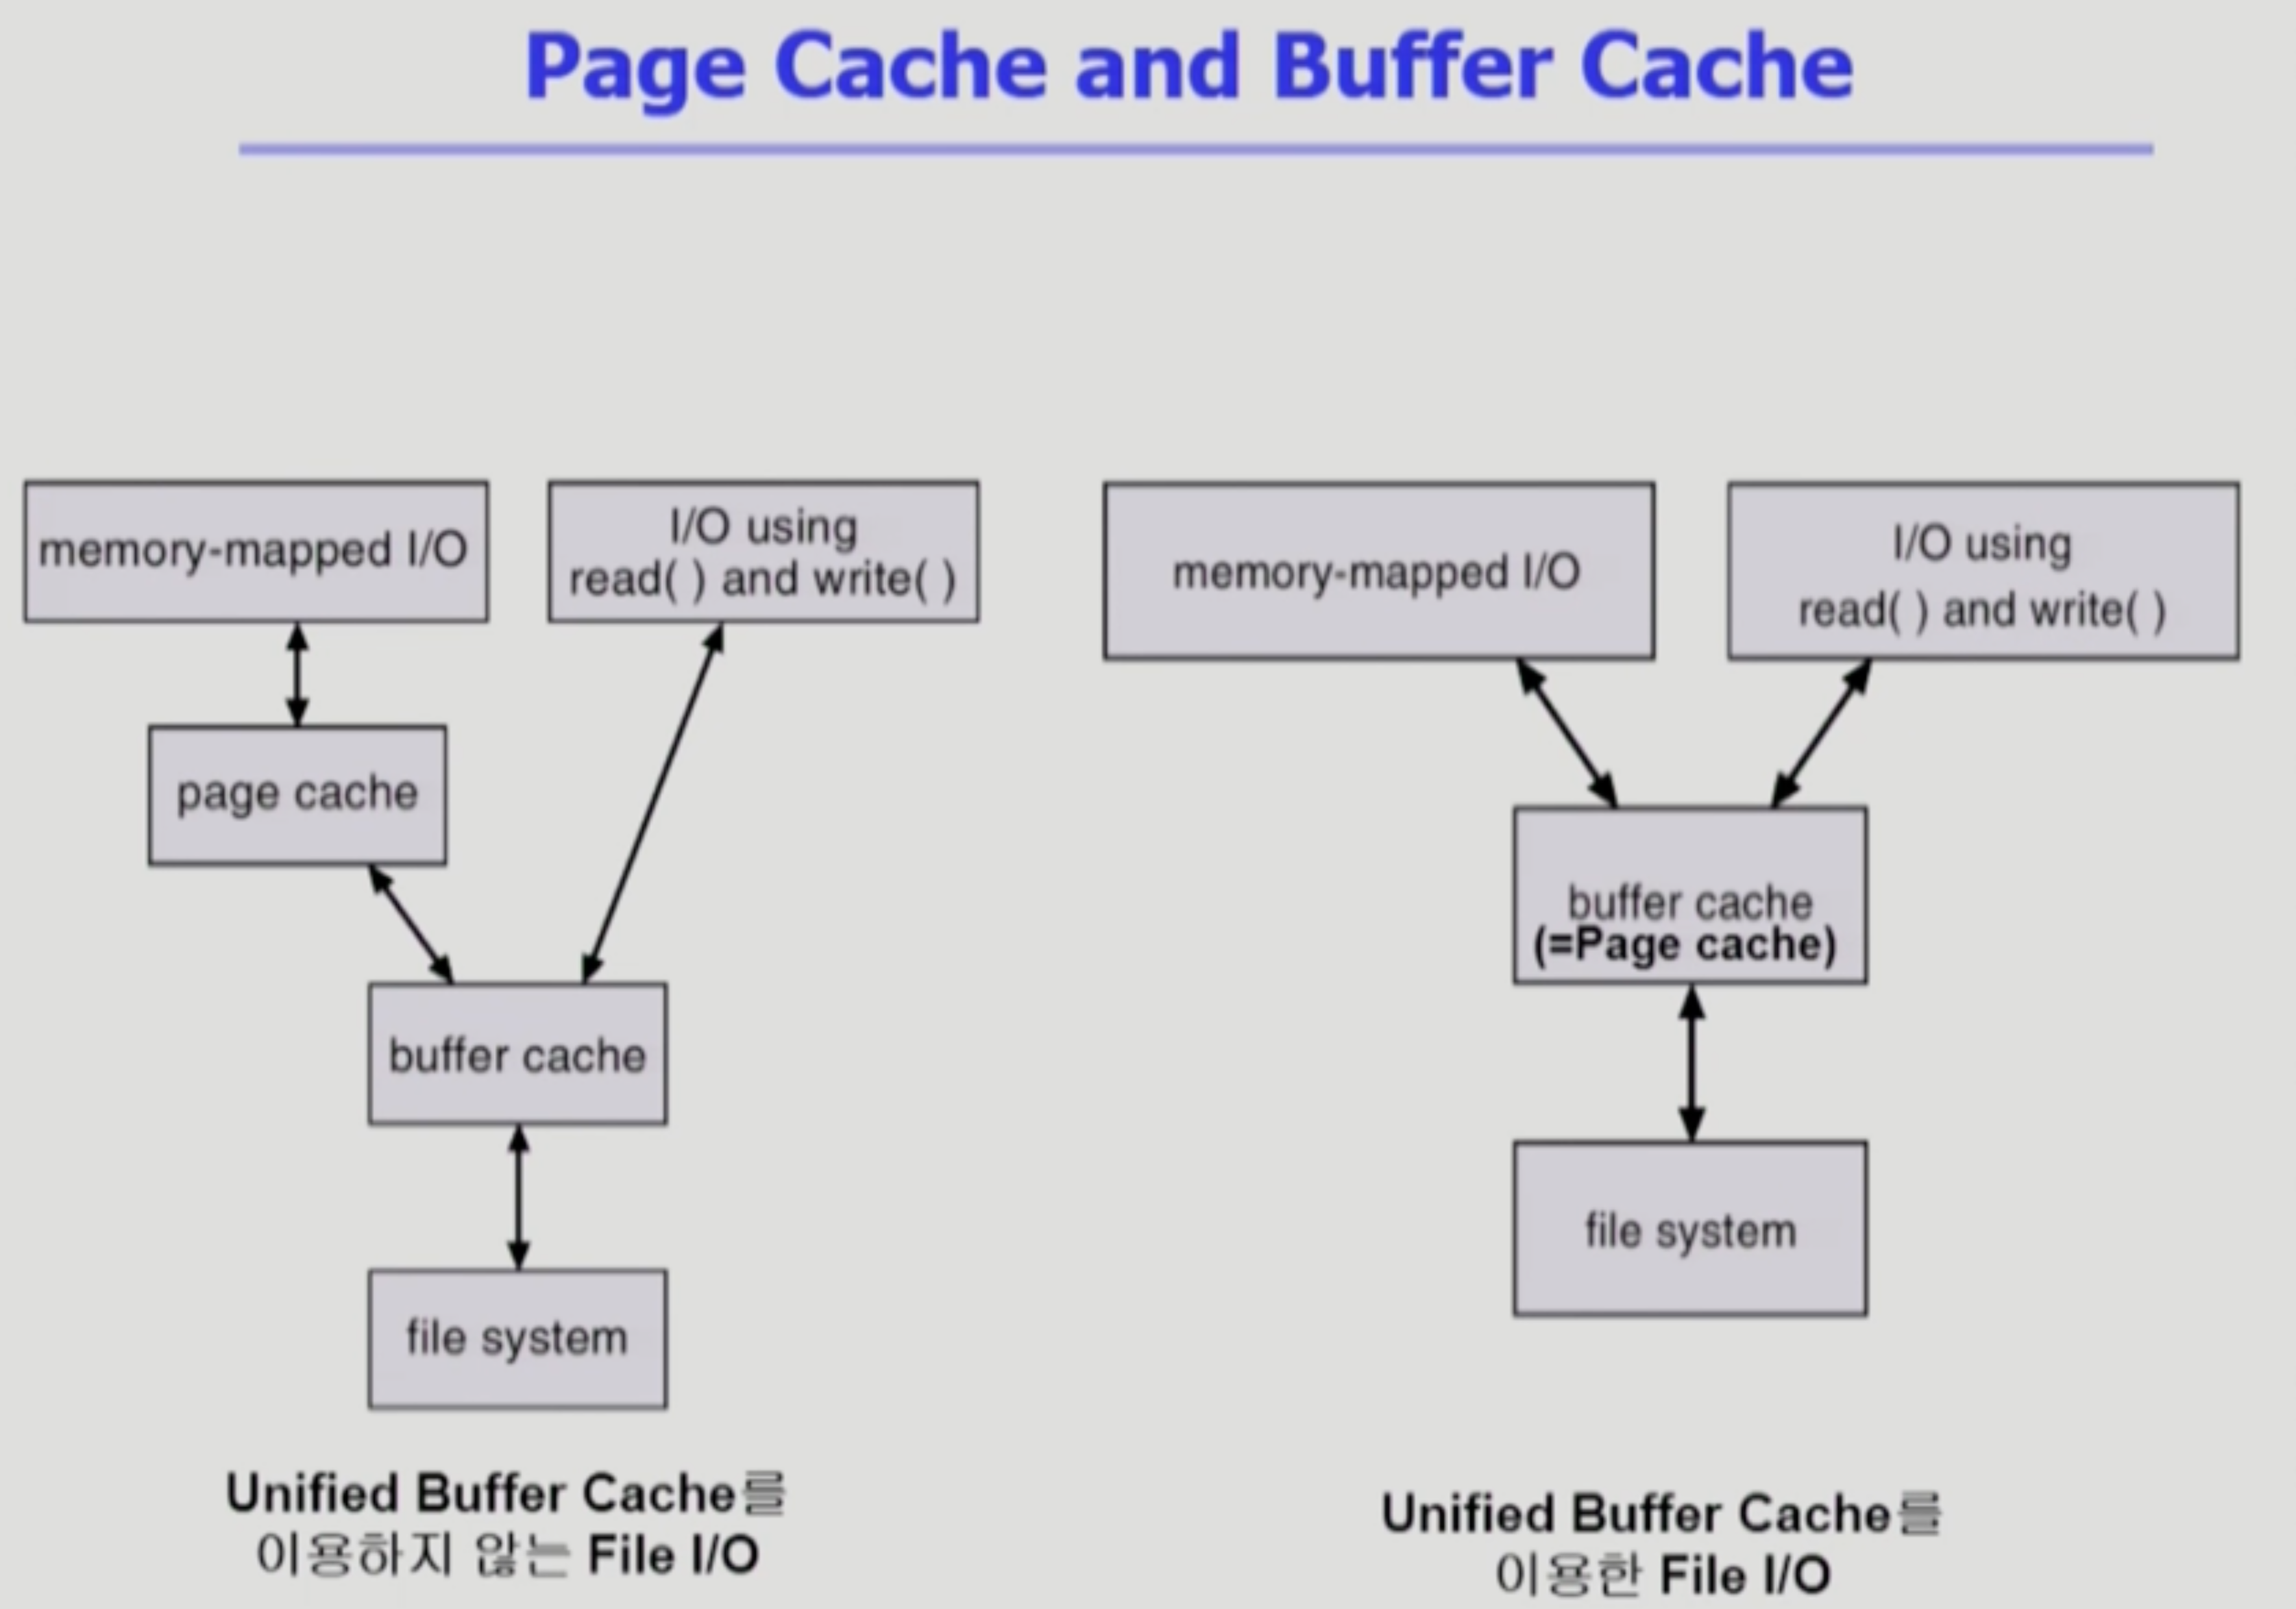 Page Cache and Buffer Cache
memory-mapped I/O
I/O using
read( ) and write( )
page cache
buffer cache
file system
Unified Buffer Cache를
이용하지 않는 File I/O
memory-mapped I/O
I/O using
read( ) and write( )
buffer cache
(=Page cache)
file system
Unified Buffer Cache를
이용한 File I/O